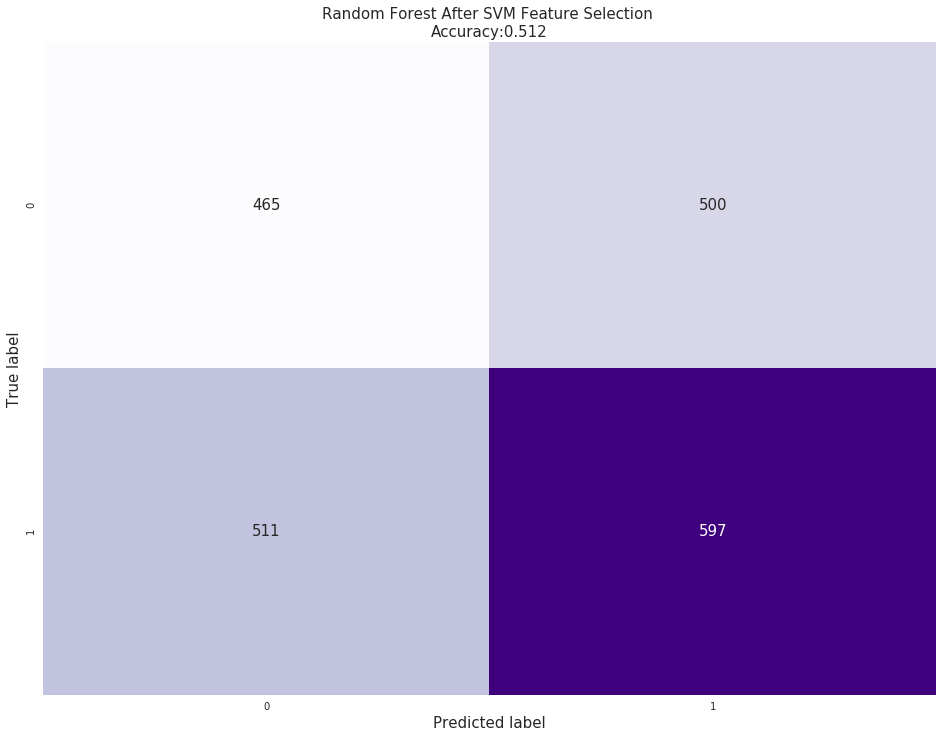 Random Forest After SVM Feature Selection
Accuracy:0.512
465
500
0
True label
511
597
1
0
1
Predicted label